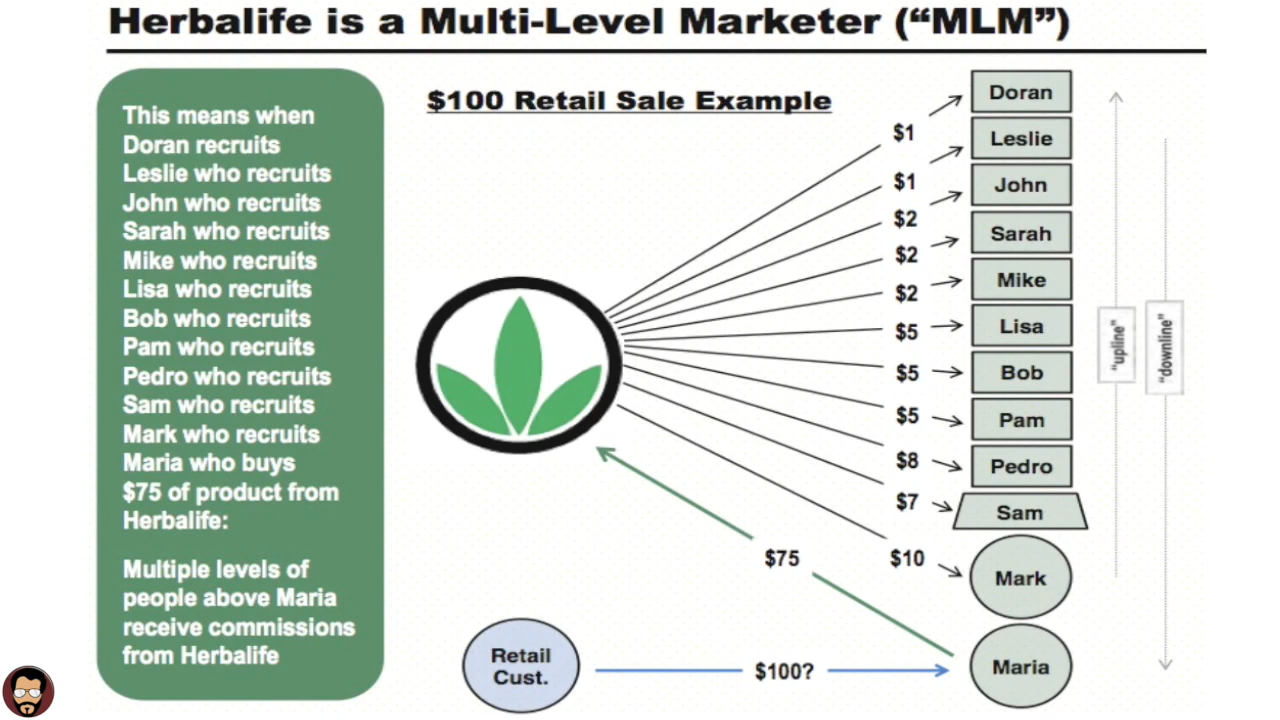 Herbalife is a Multi-Level Marketer (“MLM”)
This means when
Doran recruits
Leslie who recruits
John who recruits
Sarah who recruits
Mike who recruits
Lisa who recruits
Bob who recruits
Pam who recruits
Pedro who recruits
Sam who recruits
Mark who recruits
Maria who buys
$75 of product from
Herbalife:
Multiple levels of
people above Maria
receive commissions
from Herbalife
$100 Retail Sale Example
$1
Doran
$1
Leslie
$2
John
$2
Sarah
$2
Mike
$5
Lisa
$5
Bob
$5
Pam
$8
Pedro
$7
Sam
$10
Mark
$75
Retail
Cust.
$100?
Maria
“upline”
“downline”